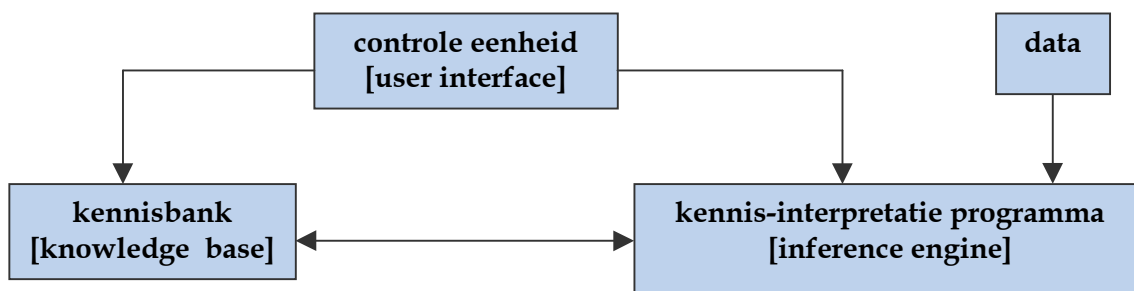 controle eenheid
[user interface]
data
kennisbank
[knowledge base]
kennis-interpretatie programma
[inference engine]